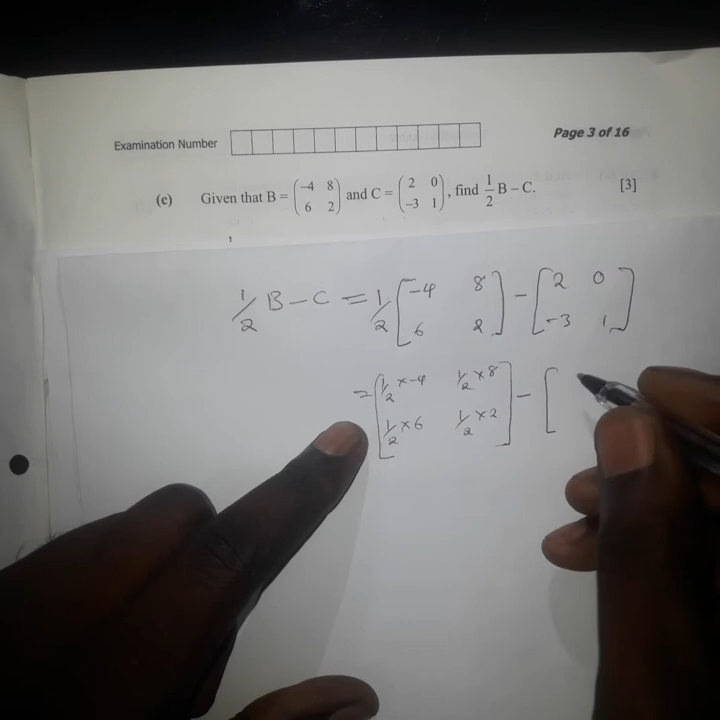 Examination Number
Page 3 of 16
(c) Given that B = (−4 8; 6 2) and C = (2 0; −3 1), find 1/2 B − C. [3]
1/2 B − C = 1/2 [−4 8; 6 2] − [2 0; −3 1]
= [1/2 × −4 1/2 × 8; 1/2 × 6 1/2 × 2] − [